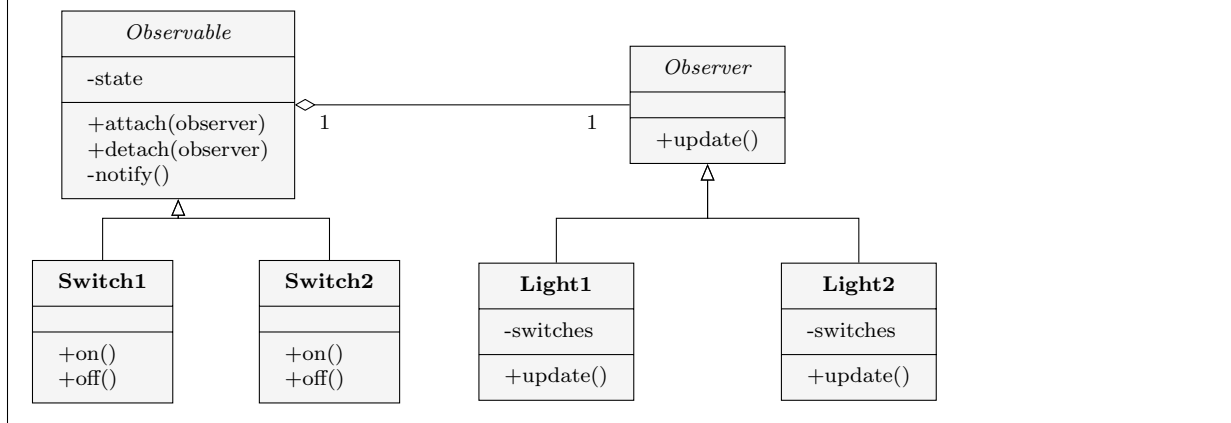 Observable
-state
+attach(observer)
+detach(observer)
-notify()
1
1
Observer
+update()
Switch1
+on()
+off()
Switch2
+on()
+off()
Light1
-switches
+update()
Light2
-switches
+update()